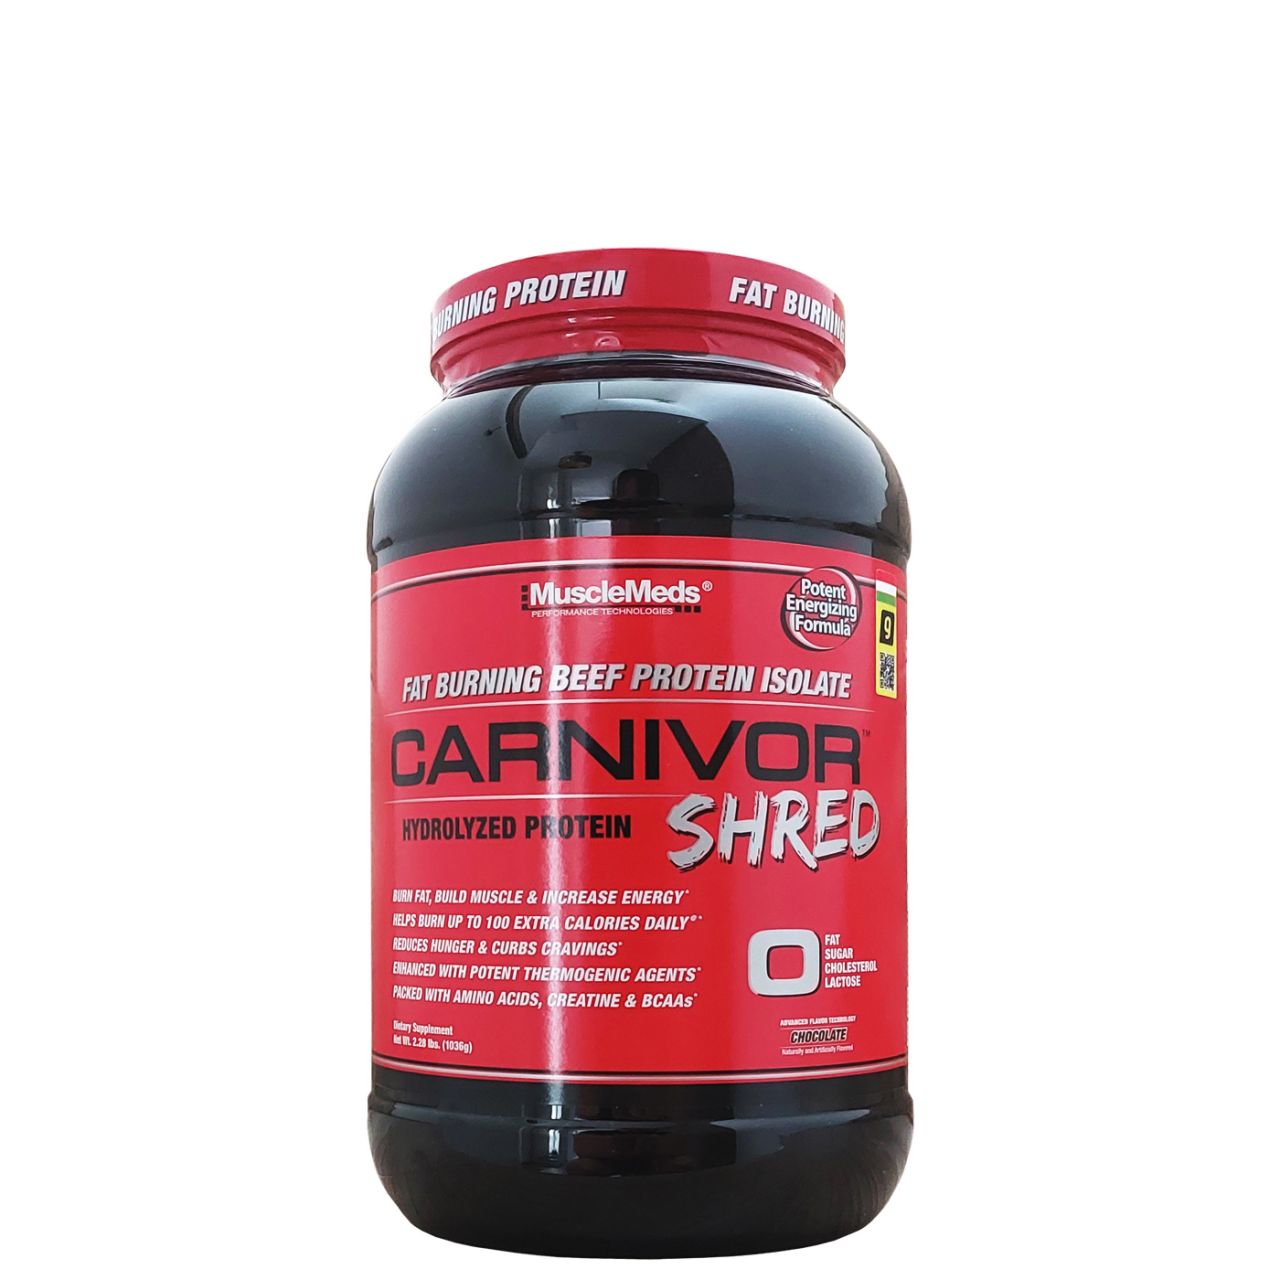 BURNING PROTEIN
FAT BURNING
MuscleMeds®
PERFORMANCE TECHNOLOGIES
Potent
Energizing
Formula
9
FAT BURNING BEEF PROTEIN ISOLATE
CARNIVOR™
SHRED
HYDROLYZED PROTEIN
BURN FAT, BUILD MUSCLE & INCREASE ENERGY*
HELPS BURN UP TO 100 EXTRA CALORIES DAILY®*
REDUCES HUNGER & CURBS CRAVINGS*
ENHANCED WITH POTENT THERMOGENIC AGENTS*
PACKED WITH AMINO ACIDS, CREATINE & BCAAs*
0
FAT
SUGAR
CHOLESTEROL
LACTOSE
Dietary Supplement
Net Wt. 2.28 lbs. (1036g)
ADVANCED FLAVOR TECHNOLOGY
CHOCOLATE
Naturally and Artificially Flavored